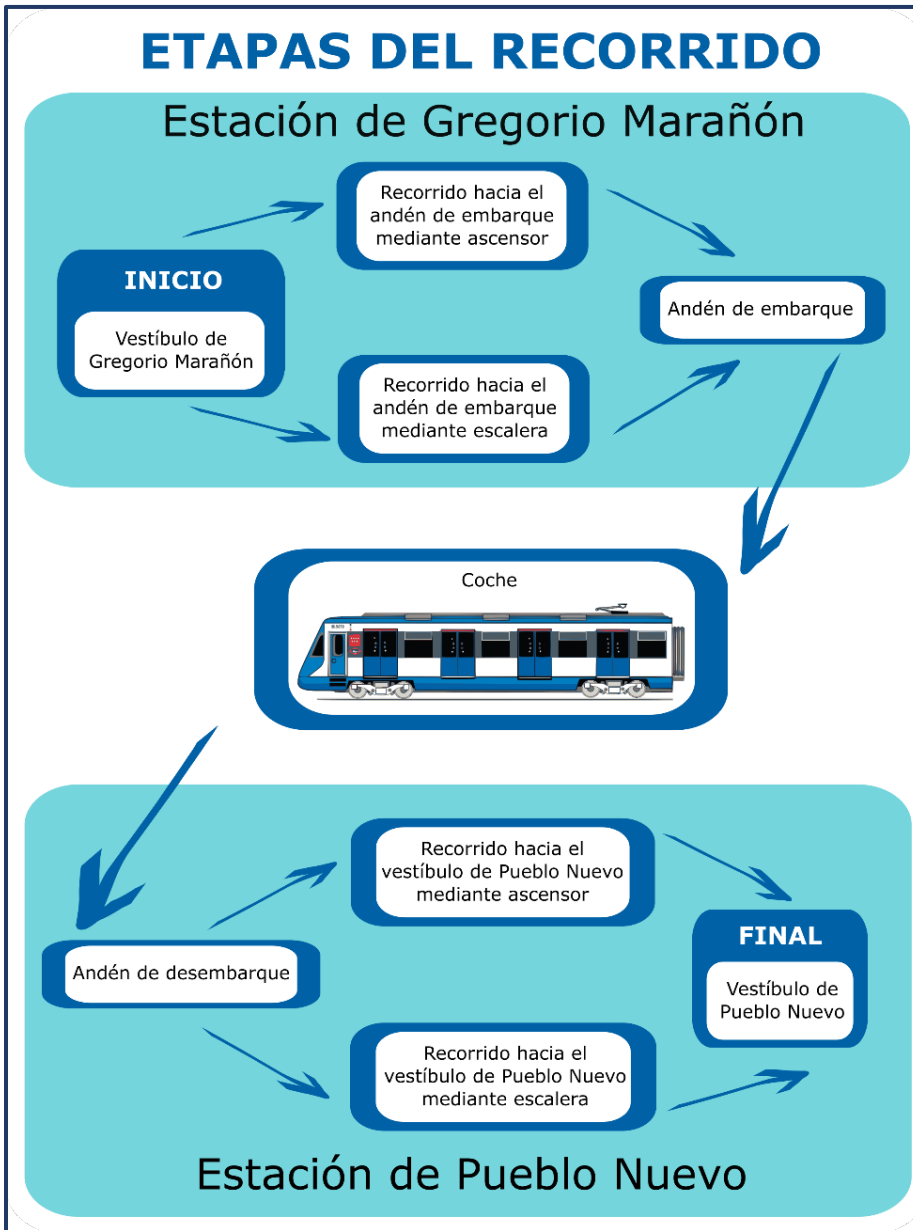 ETAPAS DEL RECORRIDO
Estación de Gregorio Marañón
Recorrido hacia el
andén de embarque
mediante ascensor
INICIO
Vestíbulo de
Gregorio Marañón
Andén de embarque
Recorrido hacia el
andén de embarque
mediante escalera
Coche
Recorrido hacia el
vestíbulo de Pueblo Nuevo
mediante ascensor
Andén de desembarque
FINAL
Vestíbulo de
Pueblo Nuevo
Recorrido hacia el
vestíbulo de Pueblo Nuevo
mediante escalera
Estación de Pueblo Nuevo